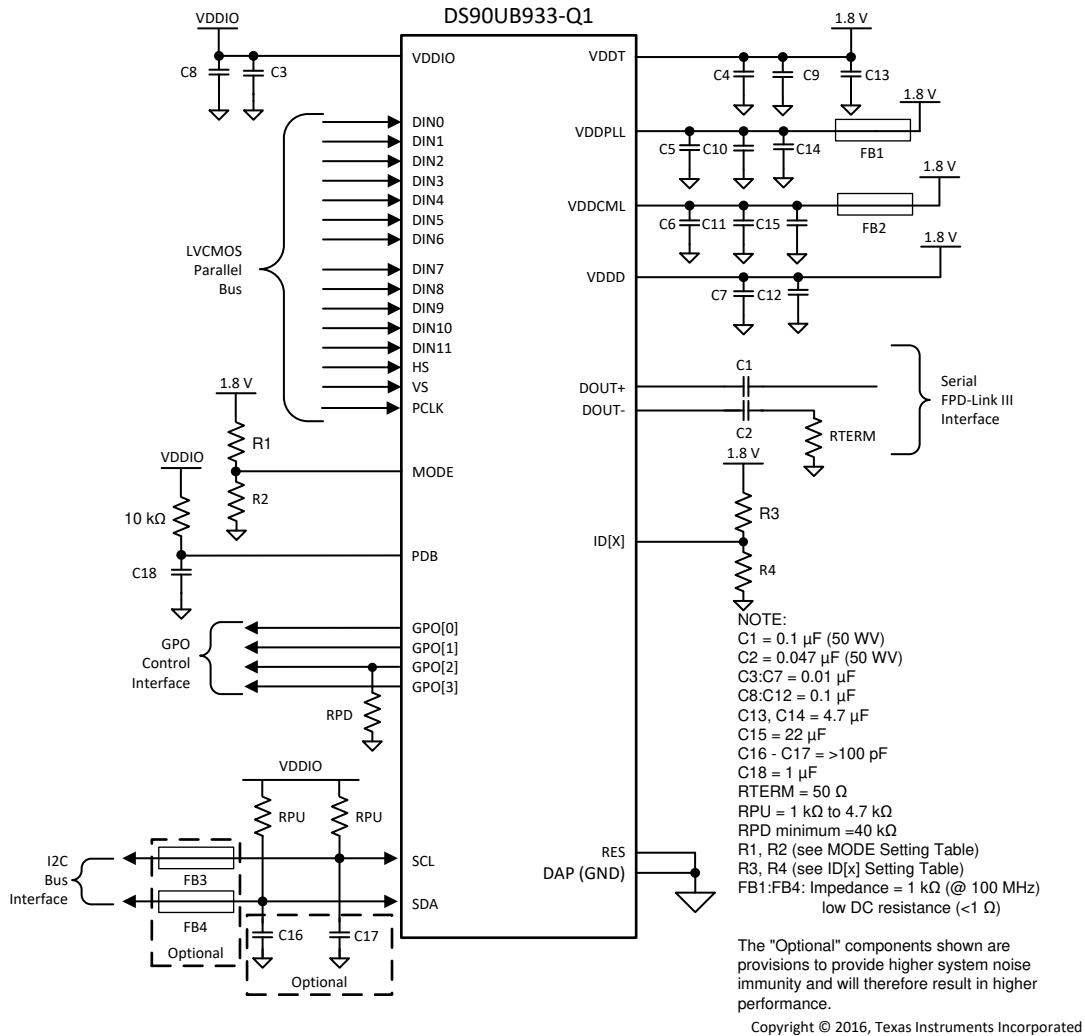 DS90UB933-Q1
VDDIO
C8
C3
VDDIO
DIN0
DIN1
DIN2
DIN3
DIN4
DIN5
DIN6
DIN7
DIN8
DIN9
DIN10
DIN11
HS
VS
PCLK
LVCMOS
Parallel
Bus
1.8 V
R1
R2
MODE
VDDIO
10 kΩ
C18
PDB
GPO[0]
GPO[1]
GPO[2]
GPO[3]
GPO
Control
Interface
RPD
VDDIO
RPU
RPU
I2C
Bus
Interface
FB3
FB4
Optional
SCL
SDA
C16
C17
Optional
VDDT
1.8 V
C4
C9
C13
VDDPLL
1.8 V
C5
C10
C14
FB1
VDDCML
1.8 V
C6
C11
C15
FB2
VDDD
1.8 V
C7
C12
DOUT+
DOUT-
C1
C2
RTERM
Serial
FPD-Link III
Interface
1.8 V
R3
ID[X]
R4
RES
DAP (GND)
NOTE:
C1 = 0.1 µF (50 WV)
C2 = 0.047 µF (50 WV)
C3:C7 = 0.01 µF
C8:C12 = 0.1 µF
C13, C14 = 4.7 µF
C15 = 22 µF
C16 - C17 = >100 pF
C18 = 1 µF
RTERM = 50 Ω
RPU = 1 kΩ to 4.7 kΩ
RPD minimum =40 kΩ
R1, R2 (see MODE Setting Table)
R3, R4 (see ID[x] Setting Table)
FB1:FB4: Impedance = 1 kΩ (@ 100 MHz)
low DC resistance (<1 Ω)
The "Optional" components shown are
provisions to provide higher system noise
immunity and will therefore result in higher
performance.
Copyright © 2016, Texas Instruments Incorporated